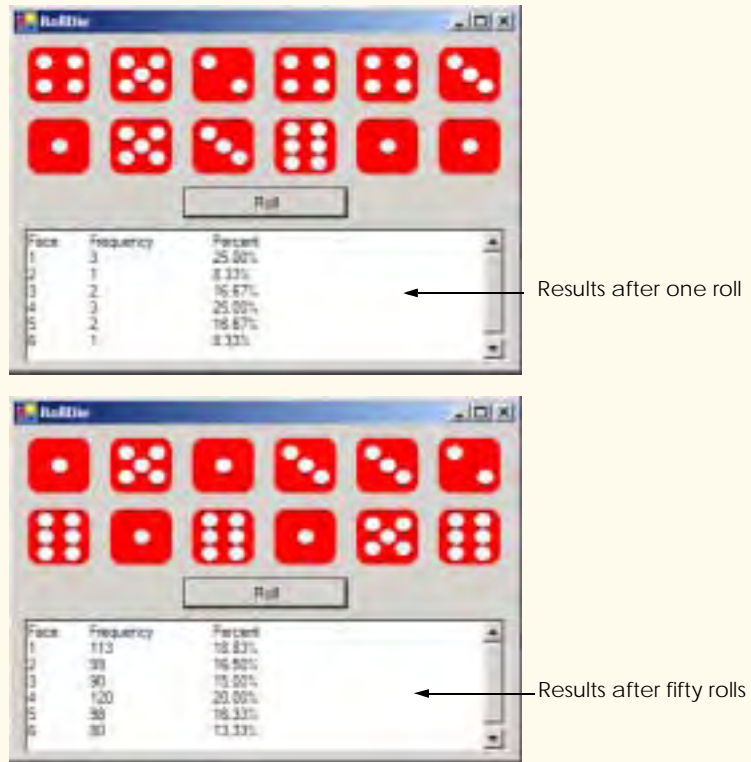 RollDie
Roll
Face Frequency Percent
1 3 25.00%
2 1 8.33%
3 2 16.67%
4 3 25.00%
5 2 16.67%
6 1 8.33%
Results after one roll
RollDie
Roll
Face Frequency Percent
1 113 18.83%
2 99 16.50%
3 90 15.00%
4 120 20.00%
5 98 16.33%
6 80 13.33%
Results after fifty rolls